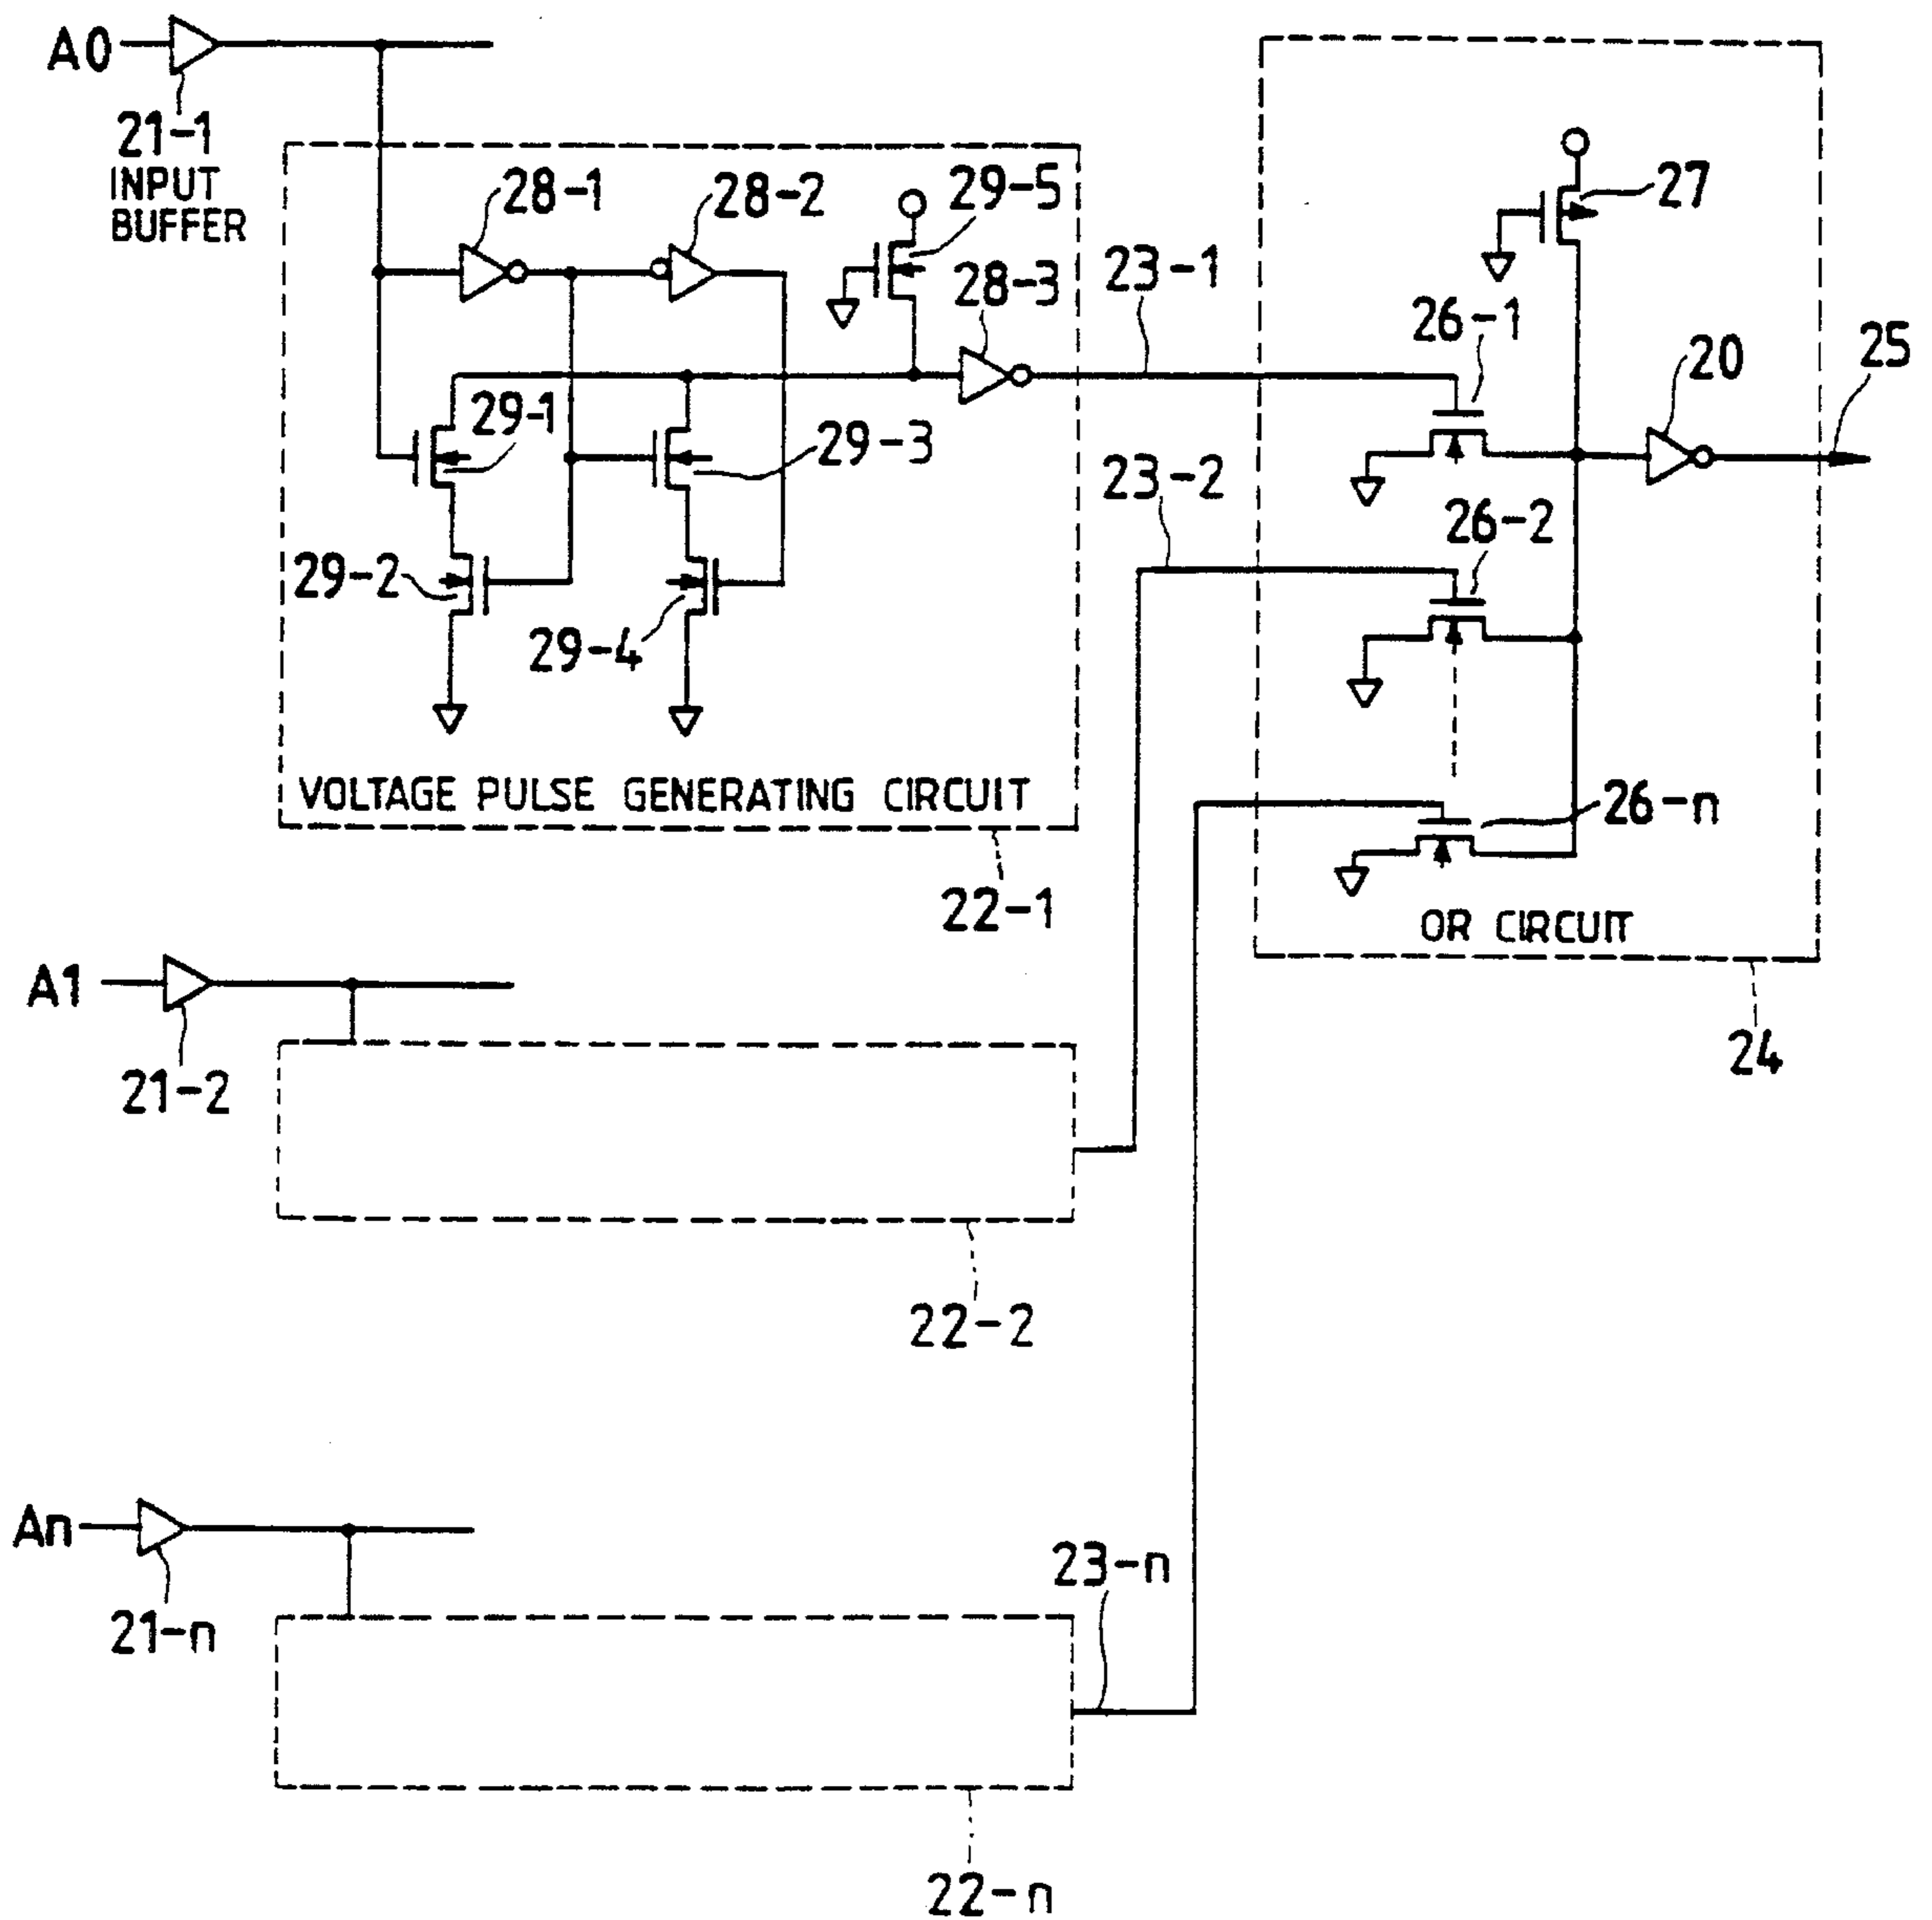 A0
21-1
INPUT
BUFFER
28-1
28-2
29-5
28-3
23-1
27
26-1
20
25
29-1
29-3
23-2
26-2
29-2
29-4
VOLTAGE PULSE GENERATING CIRCUIT
26-n
22-1
OR CIRCUIT
A1
24
21-2
22-2
An
23-n
21-n
22-n